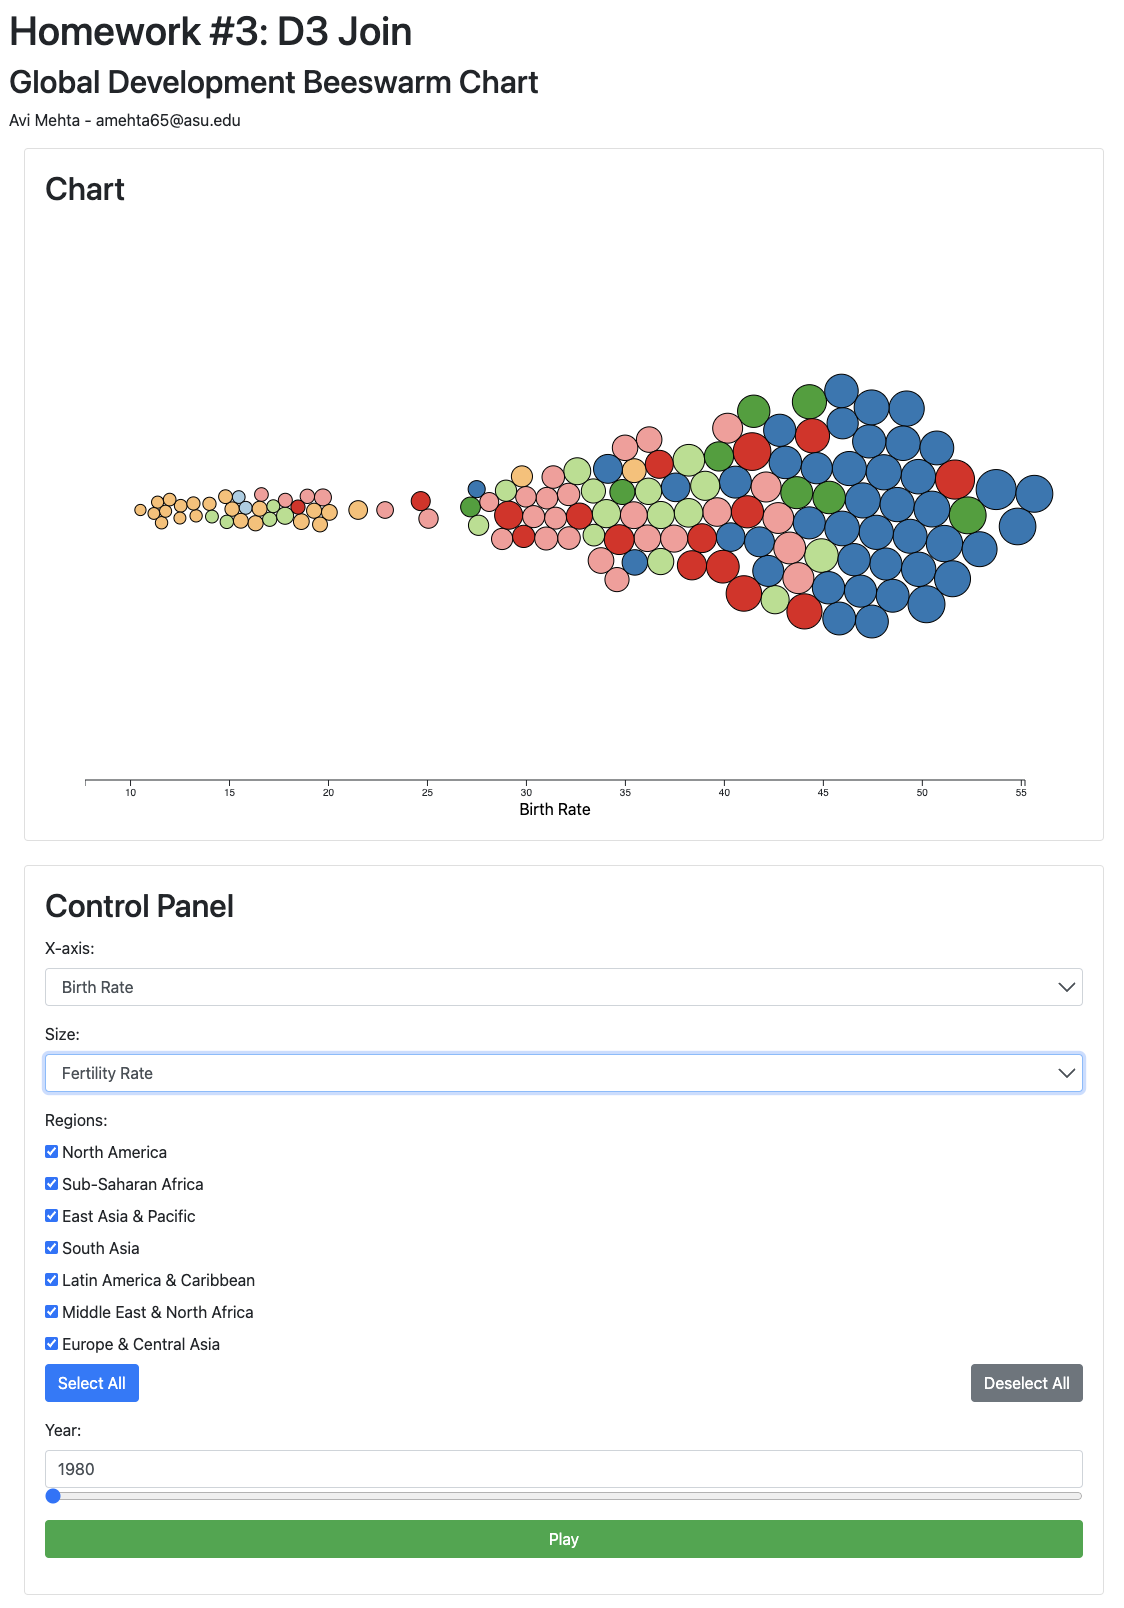 Homework #3: D3 Join
Global Development Beeswarm Chart
Avi Mehta - amehta65@asu.edu
Chart
10 15 20 25 30 35 40 45 50 55
Birth Rate
Control Panel
X-axis:
Birth Rate
Size:
Fertility Rate
Regions:
North America
Sub-Saharan Africa
East Asia & Pacific
South Asia
Latin America & Caribbean
Middle East & North Africa
Europe & Central Asia
Select All Deselect All
Year:
1980
Play